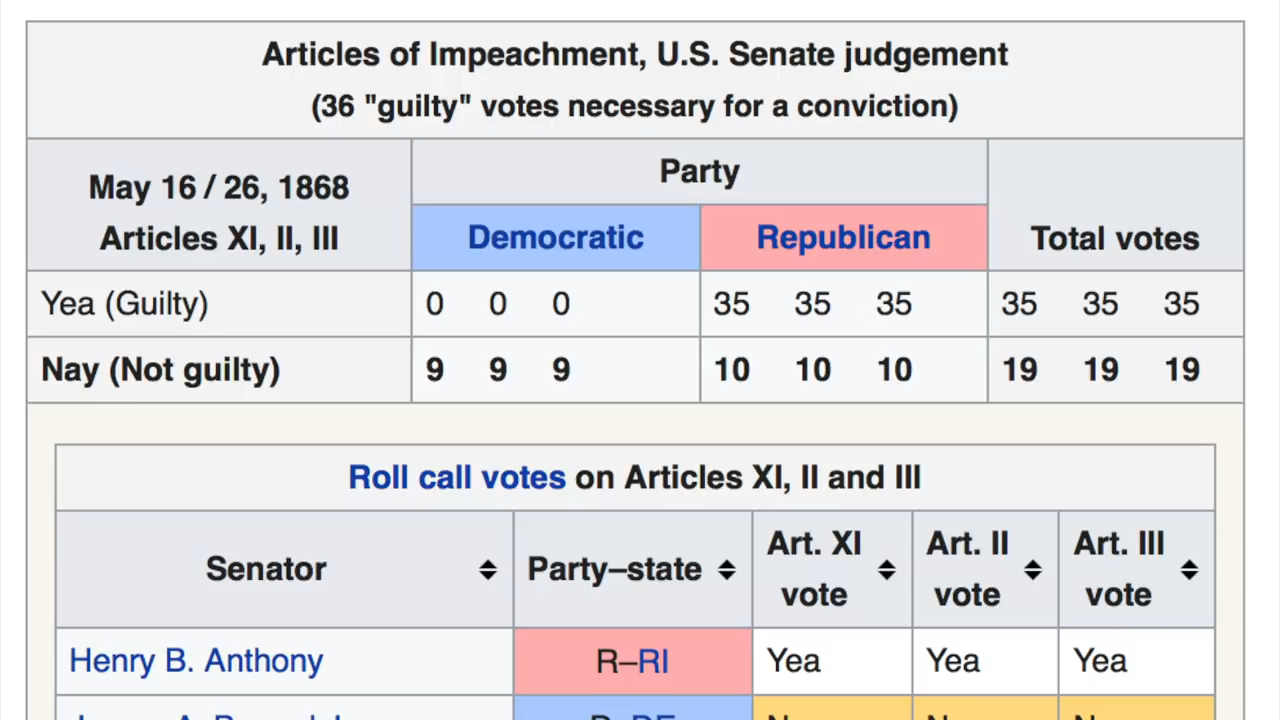 Articles of Impeachment, U.S. Senate judgement
(36 "guilty" votes necessary for a conviction)
May 16 / 26, 1868
Articles XI, II, III
Party
Democratic Republican Total votes
Yea (Guilty) 0 0 0 35 35 35 35 35 35
Nay (Not guilty) 9 9 9 10 10 10 19 19 19
Roll call votes on Articles XI, II and III
Senator Party–state Art. XI vote Art. II vote Art. III vote
Henry B. Anthony R–RI Yea Yea Yea